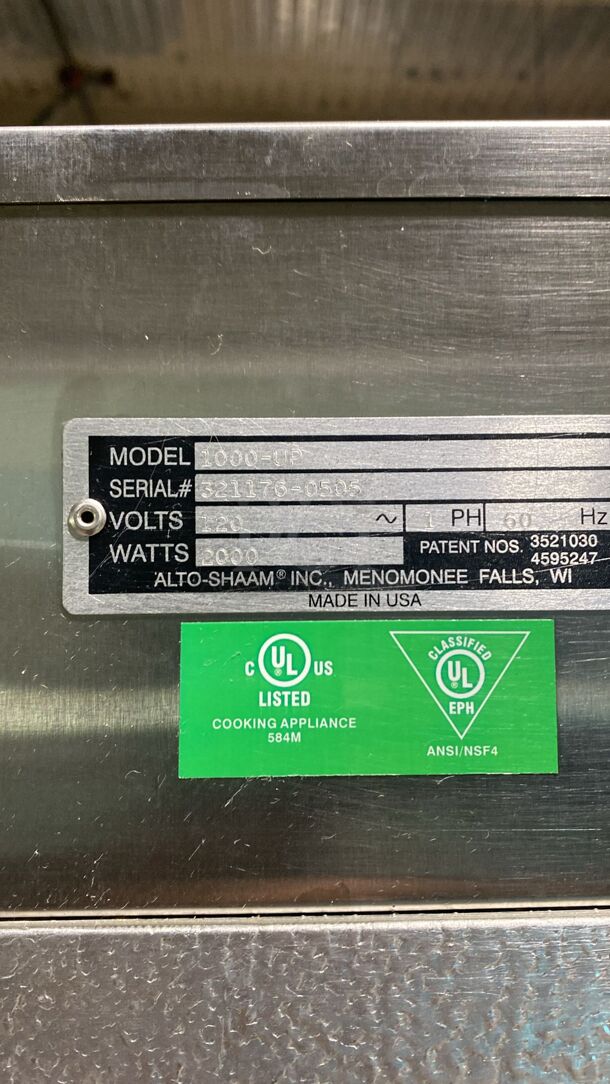 MODEL 1000-UP
SERIAL# 321176-0505
VOLTS 120 ~ 1 PH 60 Hz
WATTS 2000 PATENT NOS. 3521030
4595247
ALTO-SHAAM® INC., MENOMONEE FALLS, WI
MADE IN USA
C UL® US
LISTED
COOKING APPLIANCE
584M
CLASSIFIED
UL®
EPH
ANSI/NSF4